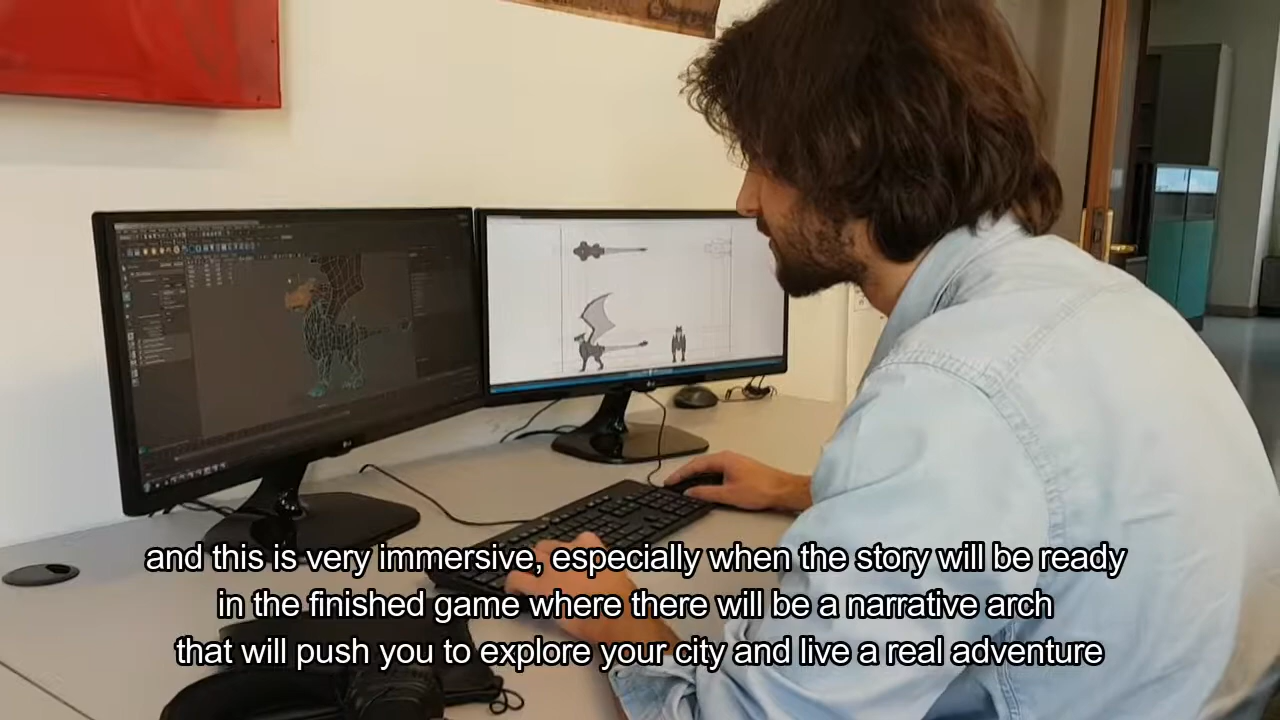 and this is very immersive, especially when the story will be ready
in the finished game where there will be a narrative arch
that will push you to explore your city and live a real adventure